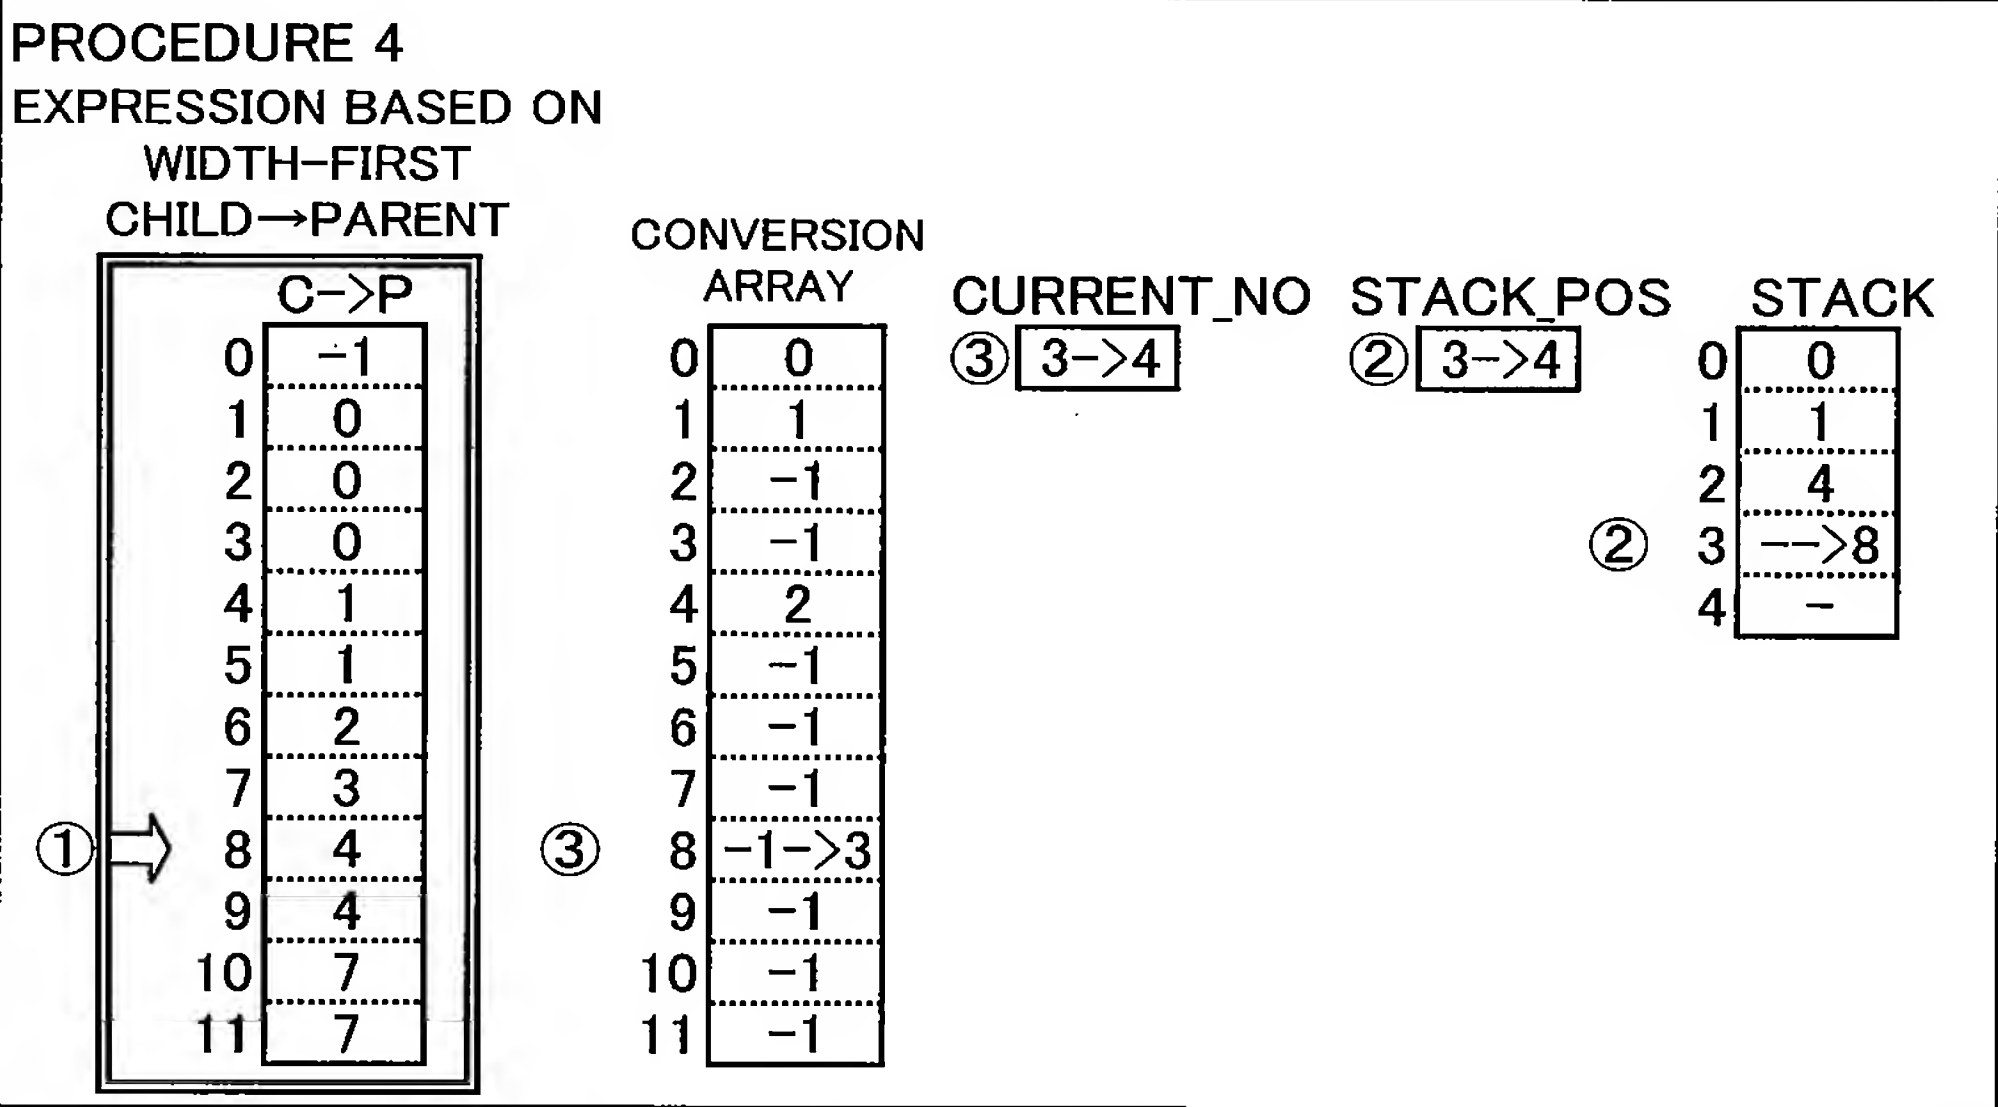 PROCEDURE 4
EXPRESSION BASED ON
WIDTH-FIRST
CHILD→PARENT
C->P
0 -1
1 0
2 0
3 0
4 1
5 1
6 2
7 3
① 8 4
9 4
10 7
11 7
CONVERSION
ARRAY
0 0
1 1
2 -1
3 -1
4 2
5 -1
6 -1
7 -1
③ 8 -1->3
9 -1
10 -1
11 -1
CURRENT_NO
③ 3->4
STACK_POS
② 3->4
STACK
0 0
1 1
2 4
② 3 -->8
4 -